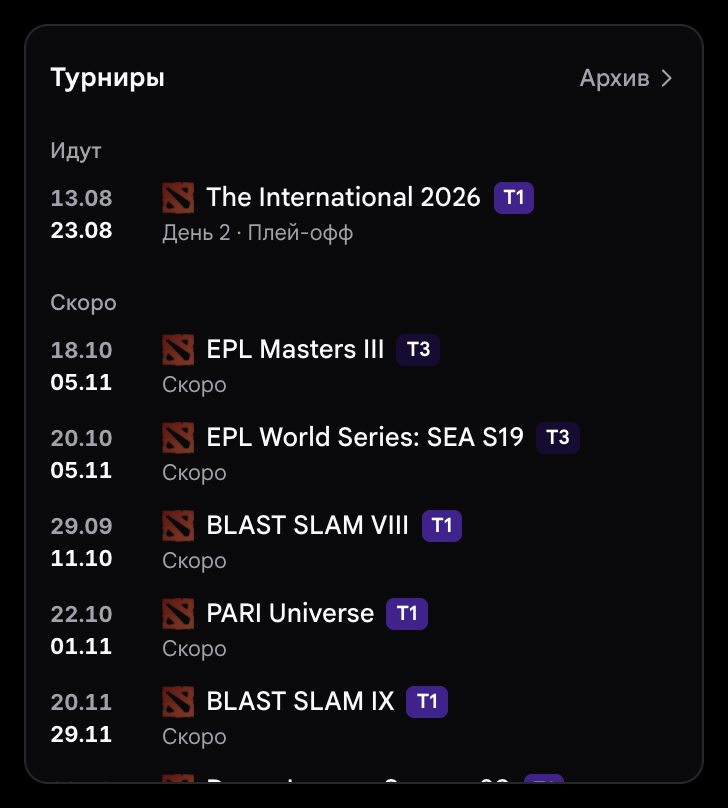 Турниры
Архив
Идут
13.08 The International 2026 T1
23.08 День 2 · Плей-офф
Скоро
18.10 EPL Masters III T3
05.11 Скоро
20.10 EPL World Series: SEA S19 T3
05.11 Скоро
29.09 BLAST SLAM VIII T1
11.10 Скоро
22.10 PARI Universe T1
01.11 Скоро
20.11 BLAST SLAM IX T1
29.11 Скоро